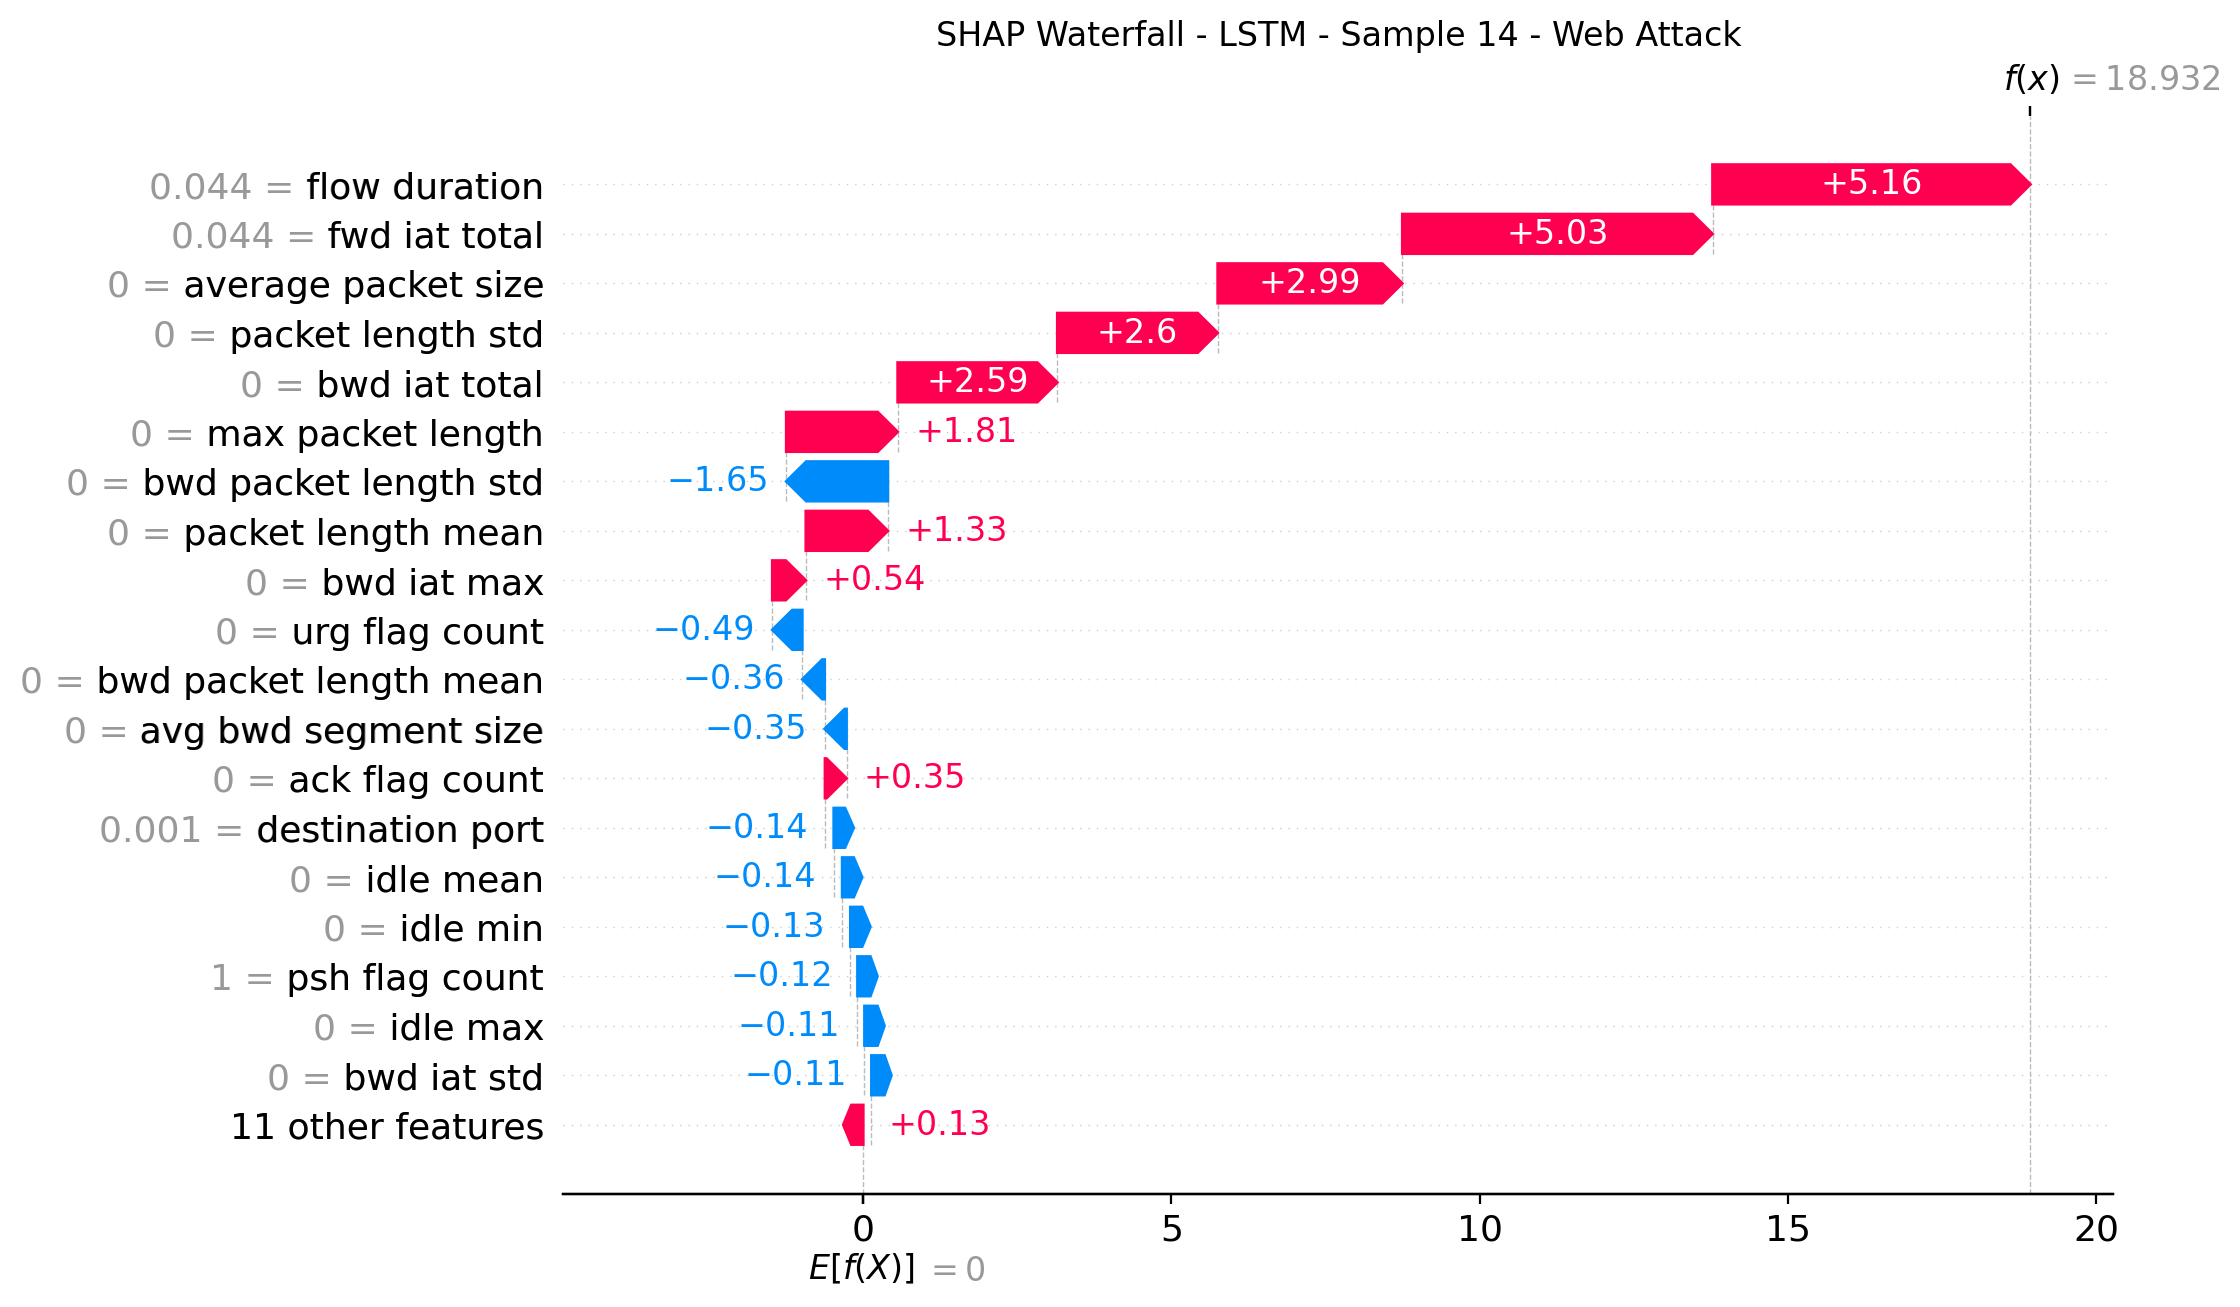 SHAP Waterfall - LSTM - Sample 14 - Web Attack
f(x) = 18.932
0.044 = flow duration +5.16
0.044 = fwd iat total +5.03
0 = average packet size +2.99
0 = packet length std +2.6
0 = bwd iat total +2.59
0 = max packet length +1.81
0 = bwd packet length std −1.65
0 = packet length mean +1.33
0 = bwd iat max +0.54
0 = urg flag count −0.49
0 = bwd packet length mean −0.36
0 = avg bwd segment size −0.35
0 = ack flag count +0.35
0.001 = destination port −0.14
0 = idle mean −0.14
0 = idle min −0.13
1 = psh flag count −0.12
0 = idle max −0.11
0 = bwd iat std −0.11
11 other features +0.13
0 5 10 15 20
E[f(X)] = 0